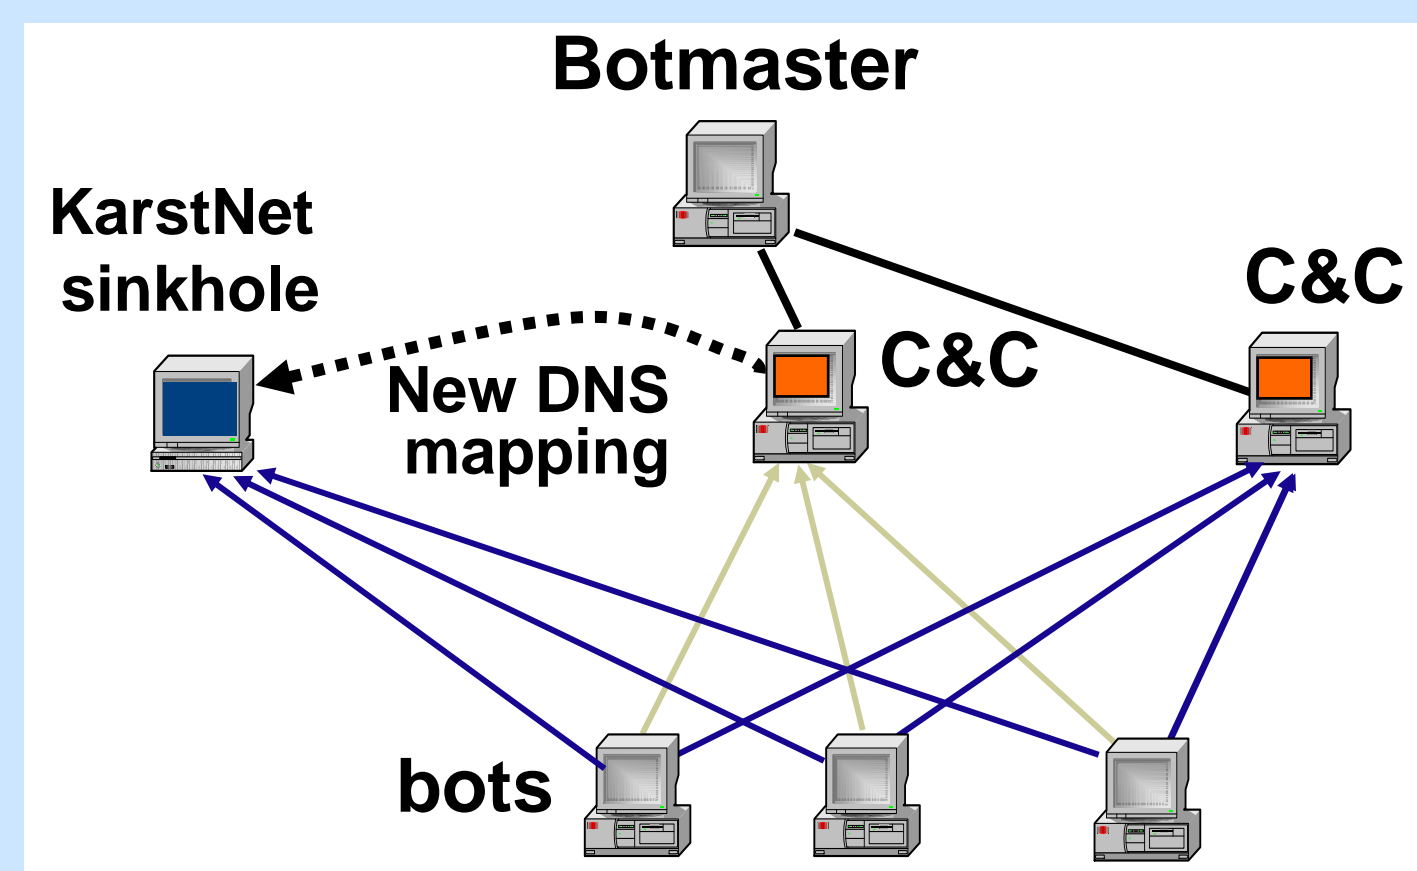 Botmaster
KarstNet
sinkhole
C&C
C&C
New DNS
mapping
bots